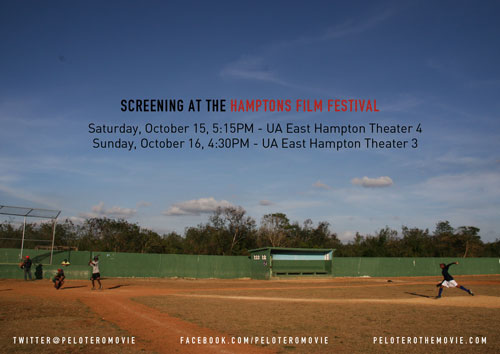 SCREENING AT THE HAMPTONS FILM FESTIVAL
Saturday, October 15, 5:15PM - UA East Hampton Theater 4
Sunday, October 16, 4:30PM - UA East Hampton Theater 3
TWITTER@PELOTEROMOVIE FACEBOOK.COM/PELOTEROMOVIE PELOTEROTHEMOVIE.COM